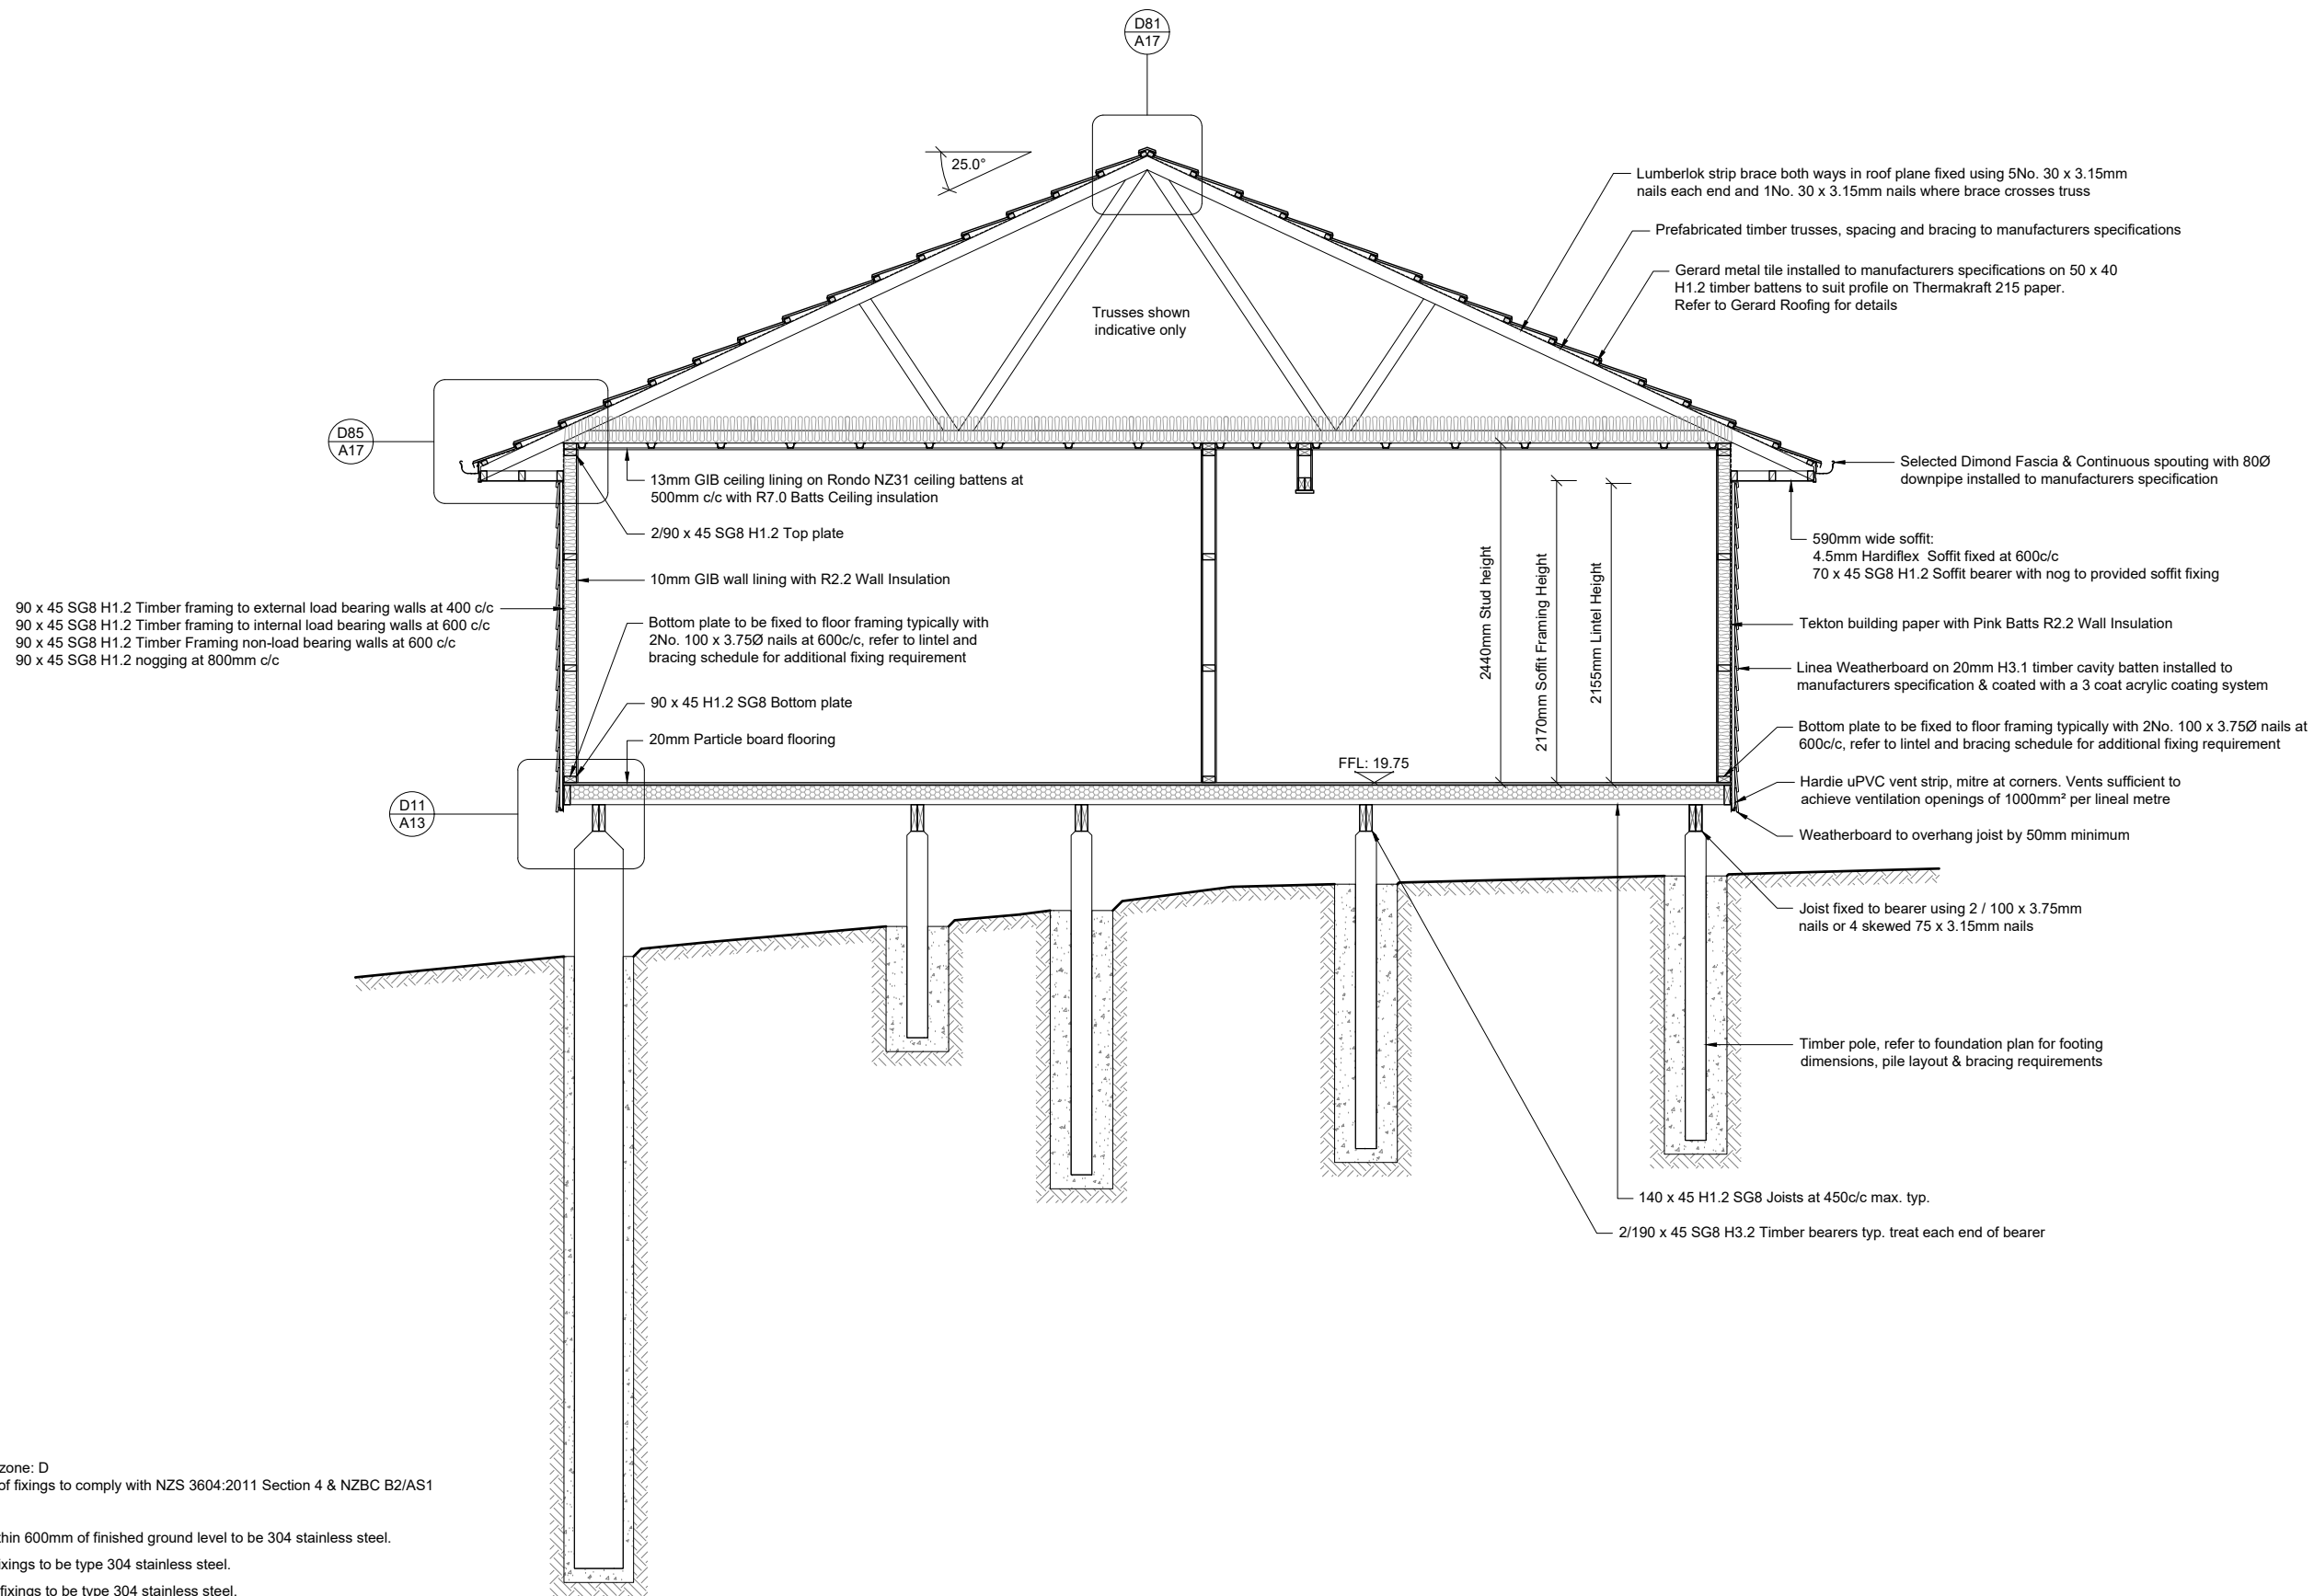 D81
A17
25.0°
Lumberlok strip brace both ways in roof plane fixed using 5No. 30 x 3.15mm
nails each end and 1No. 30 x 3.15mm nails where brace crosses truss
Prefabricated timber trusses, spacing and bracing to manufacturers specifications
Gerard metal tile installed to manufacturers specifications on 50 x 40
H1.2 timber battens to suit profile on Thermakraft 215 paper.
Refer to Gerard Roofing for details
Trusses shown
indicative only
D85
A17
Selected Dimond Fascia & Continuous spouting with 80Ø
downpipe installed to manufacturers specification
13mm GIB ceiling lining on Rondo NZ31 ceiling battens at
500mm c/c with R7.0 Batts Ceiling insulation
2/90 x 45 SG8 H1.2 Top plate
590mm wide soffit:
4.5mm Hardiflex Soffit fixed at 600c/c
70 x 45 SG8 H1.2 Soffit bearer with nog to provided soffit fixing
10mm GIB wall lining with R2.2 Wall Insulation
2440mm Stud height
2170mm Soffit Framing Height
2155mm Lintel Height
90 x 45 SG8 H1.2 Timber framing to external load bearing walls at 400 c/c
90 x 45 SG8 H1.2 Timber framing to internal load bearing walls at 600 c/c
90 x 45 SG8 H1.2 Timber Framing non-load bearing walls at 600 c/c
90 x 45 SG8 H1.2 nogging at 800mm c/c
Bottom plate to be fixed to floor framing typically with
2No. 100 x 3.75Ø nails at 600c/c, refer to lintel and
bracing schedule for additional fixing requirement
Tekton building paper with Pink Batts R2.2 Wall Insulation
Linea Weatherboard on 20mm H3.1 timber cavity batten installed to
manufacturers specification & coated with a 3 coat acrylic coating system
90 x 45 H1.2 SG8 Bottom plate
20mm Particle board flooring
Bottom plate to be fixed to floor framing typically with 2No. 100 x 3.75Ø nails at
600c/c, refer to lintel and bracing schedule for additional fixing requirement
FFL: 19.75
Hardie uPVC vent strip, mitre at corners. Vents sufficient to
achieve ventilation openings of 1000mm² per lineal metre
D11
A13
Weatherboard to overhang joist by 50mm minimum
Joist fixed to bearer using 2 / 100 x 3.75mm
nails or 4 skewed 75 x 3.15mm nails
Timber pole, refer to foundation plan for footing
dimensions, pile layout & bracing requirements
140 x 45 H1.2 SG8 Joists at 450c/c max. typ.
2/190 x 45 SG8 H3.2 Timber bearers typ. treat each end of bearer
zone: D
of fixings to comply with NZS 3604:2011 Section 4 & NZBC B2/AS1
600mm of finished ground level to be 304 stainless steel.
to be type 304 stainless steel.
fixings to be type 304 stainless steel.